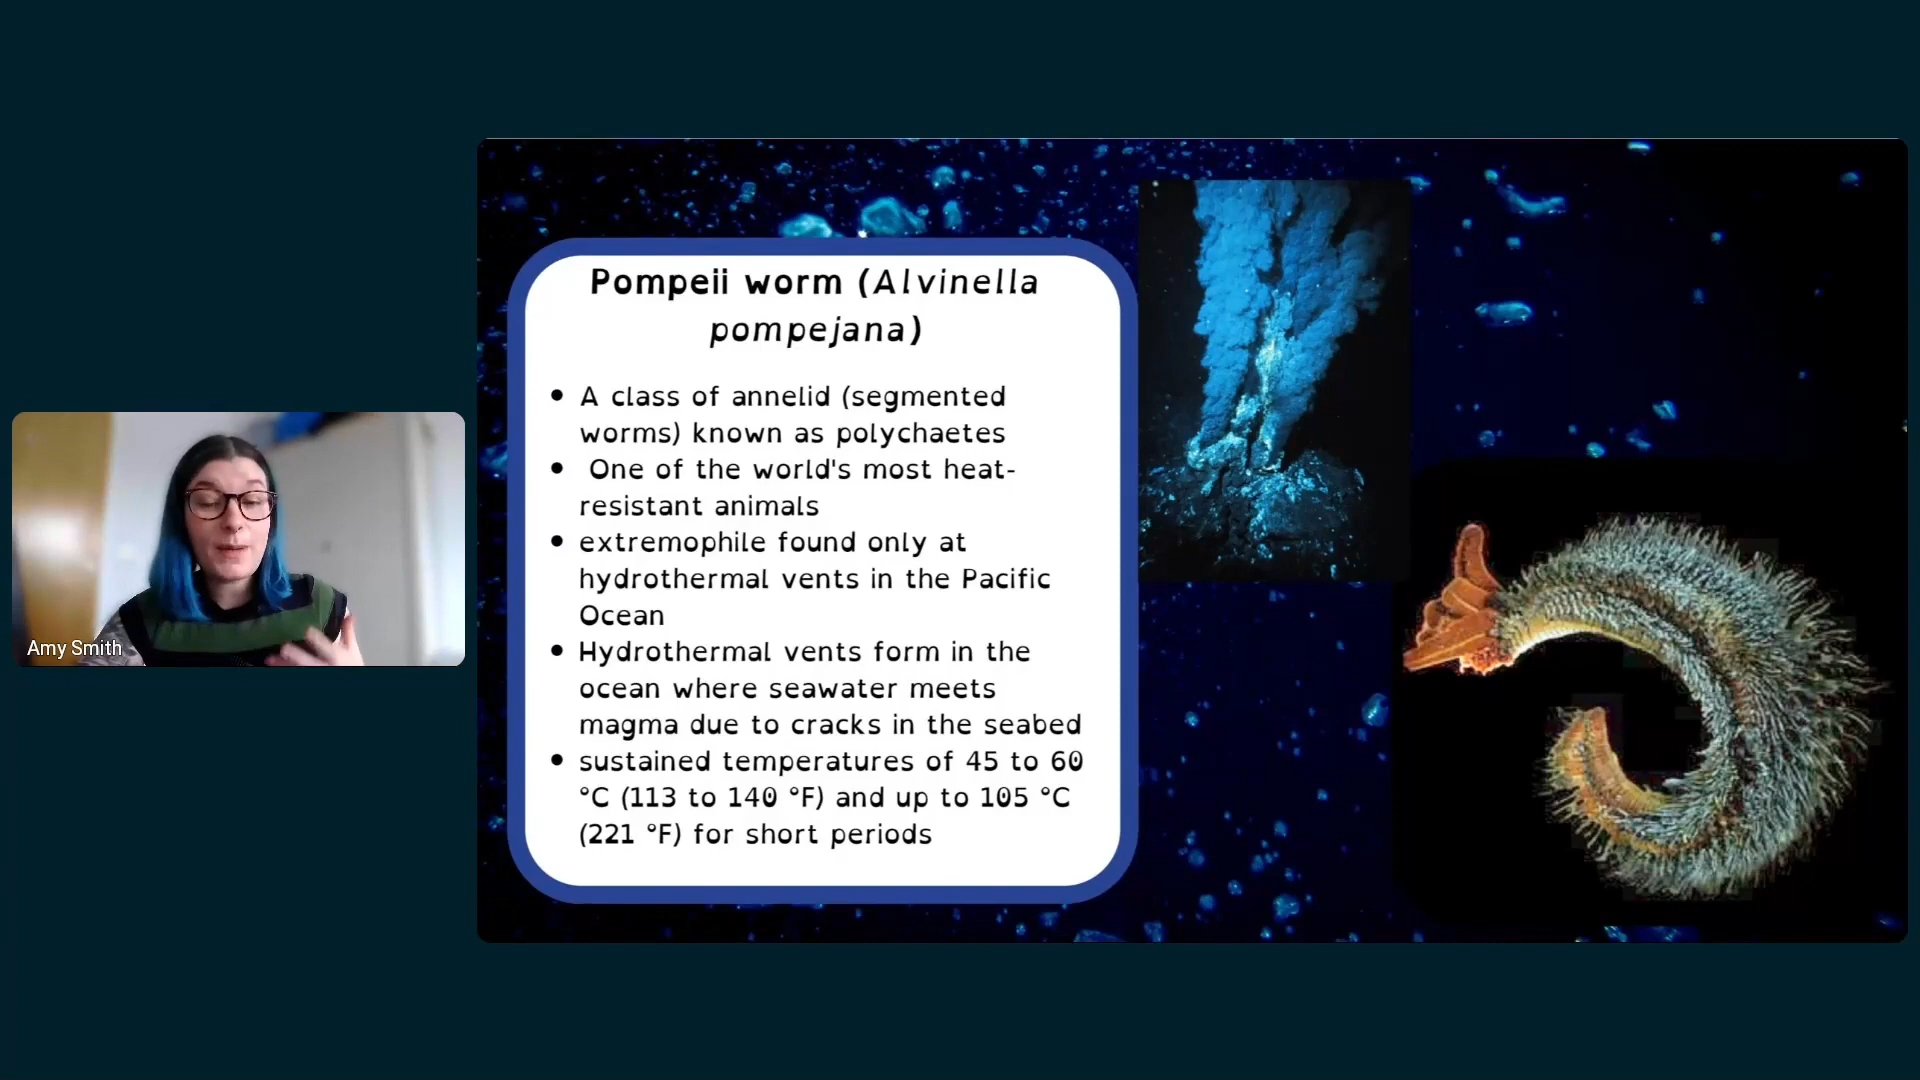 Amy Smith
Pompeii worm (Alvinella
pompejana)
• A class of annelid (segmented
worms) known as polychaetes
• One of the world's most heat-
resistant animals
• extremophile found only at
hydrothermal vents in the Pacific
Ocean
• Hydrothermal vents form in the
ocean where seawater meets
magma due to cracks in the seabed
• sustained temperatures of 45 to 60
°C (113 to 140 °F) and up to 105 °C
(221 °F) for short periods